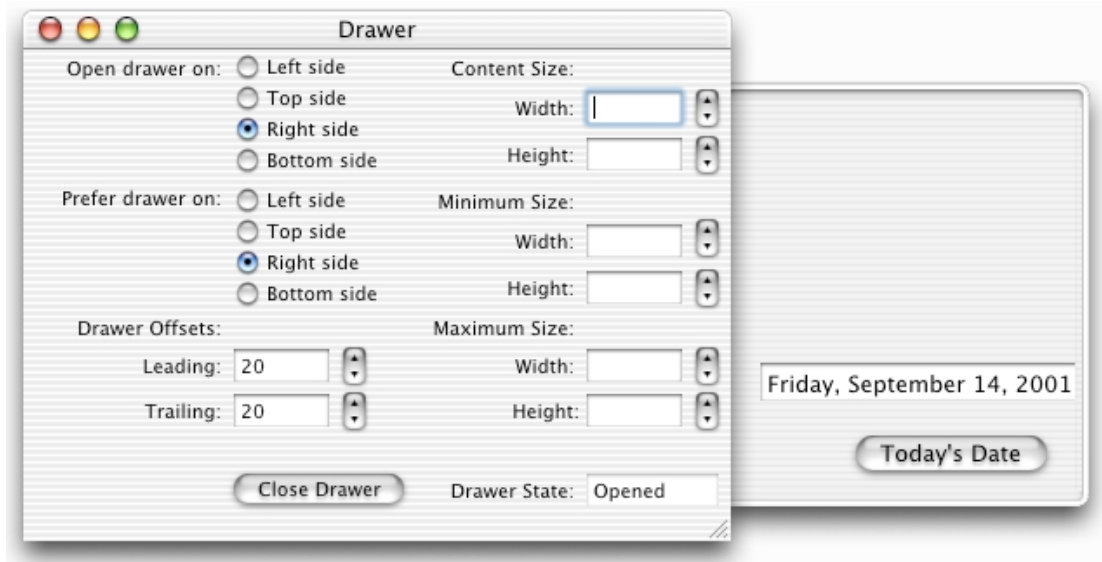 Drawer
Open drawer on: Left side
Top side
Right side
Bottom side
Prefer drawer on: Left side
Top side
Right side
Bottom side
Drawer Offsets:
Leading: 20
Trailing: 20
Close Drawer
Content Size:
Width:
Height:
Minimum Size:
Width:
Height:
Maximum Size:
Width:
Height:
Drawer State: Opened
Friday, September 14, 2001
Today's Date